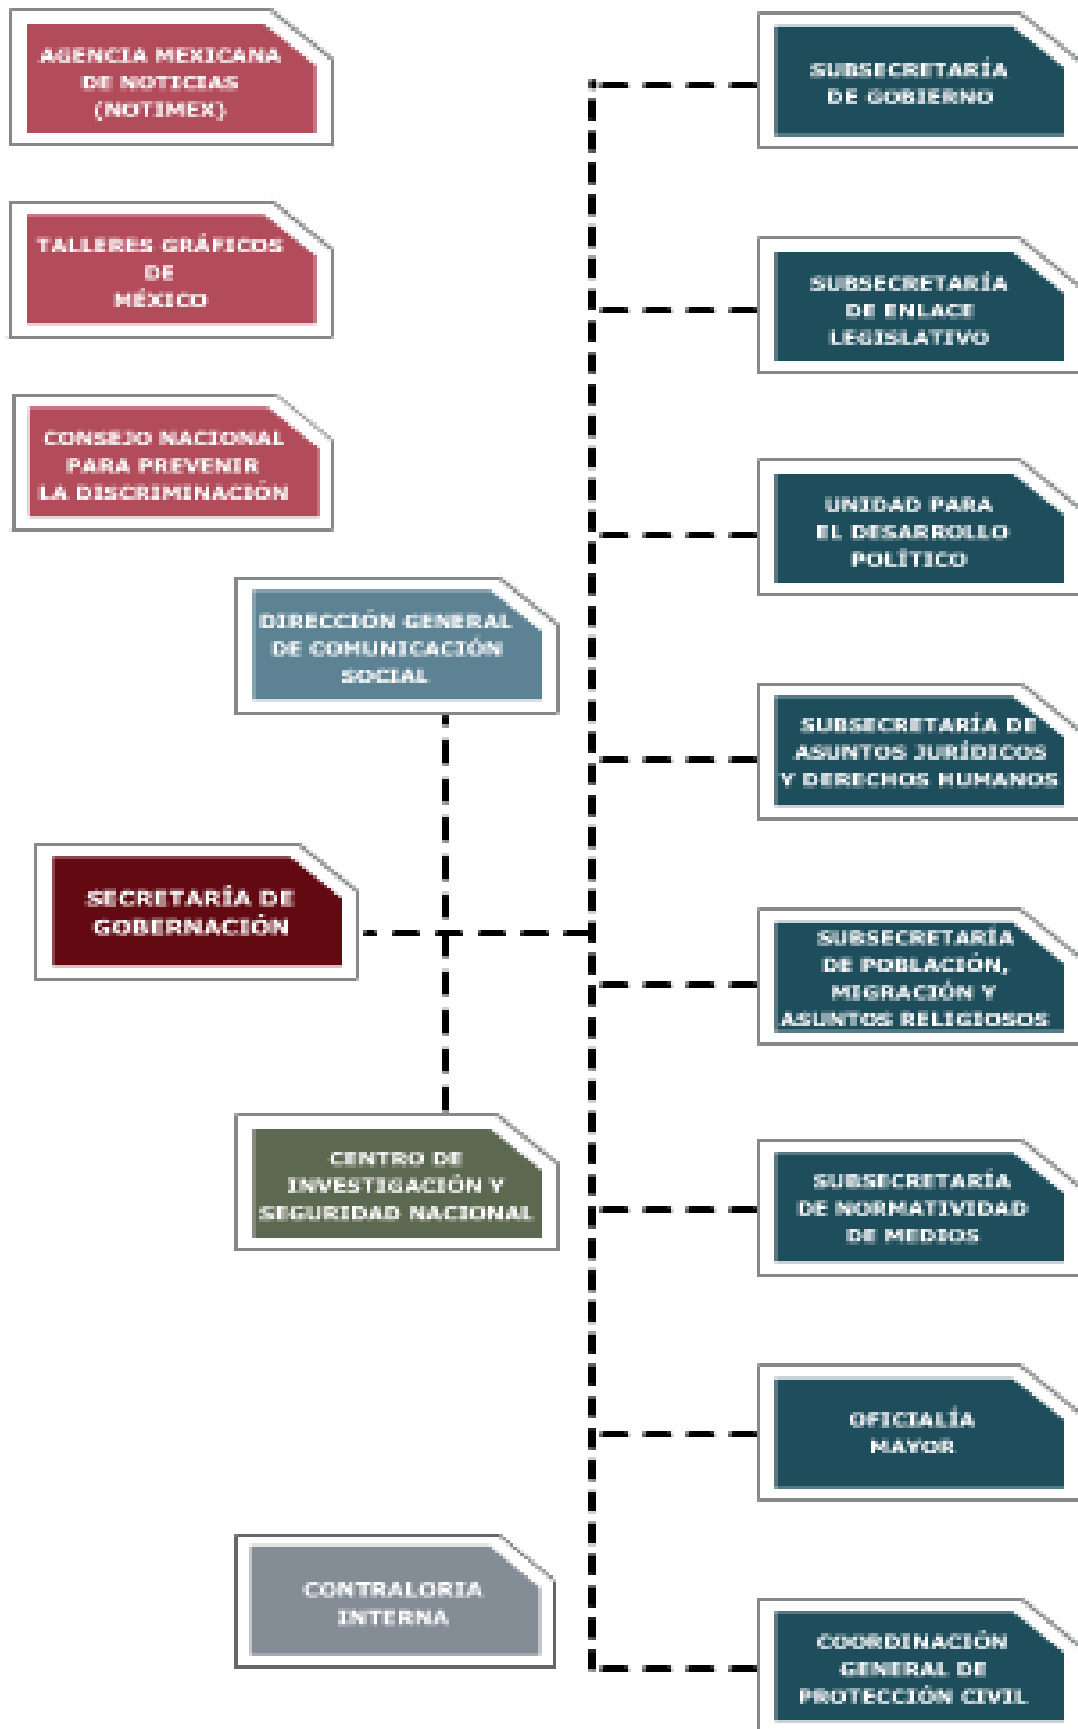 AGENCIA MEXICANA
DE NOTICIAS
(NOTIMEX)
TALLERES GRÁFICOS
DE
MÉXICO
CONSEJO NACIONAL
PARA PREVENIR
LA DISCRIMINACIÓN
DIRECCIÓN GENERAL
DE COMUNICACIÓN
SOCIAL
SECRETARÍA DE
GOBERNACIÓN
CENTRO DE
INVESTIGACIÓN Y
SEGURIDAD NACIONAL
CONTRALORIA
INTERNA
SUBSECRETARÍA
DE GOBIERNO
SUBSECRETARÍA
DE ENLACE
LEGISLATIVO
UNIDAD PARA
EL DESARROLLO
POLÍTICO
SUBSECRETARÍA DE
ASUNTOS JURÍDICOS
Y DERECHOS HUMANOS
SUBSECRETARÍA
DE POBLACIÓN,
MIGRACIÓN Y
ASUNTOS RELIGIOSOS
SUBSECRETARÍA
DE NORMATIVIDAD
DE MEDIOS
OFICIALÍA
MAYOR
COORDINACIÓN
GENERAL DE
PROTECCIÓN CIVIL